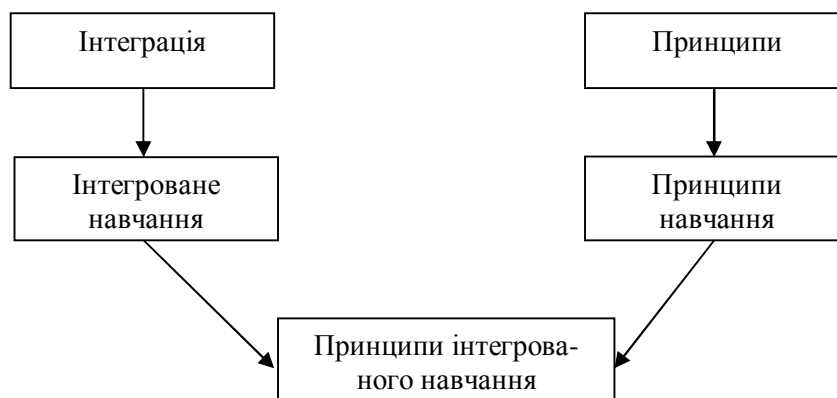 Інтеграція
Принципи
Інтегроване
навчання
Принципи
навчання
Принципи інтегрова-
ного навчання